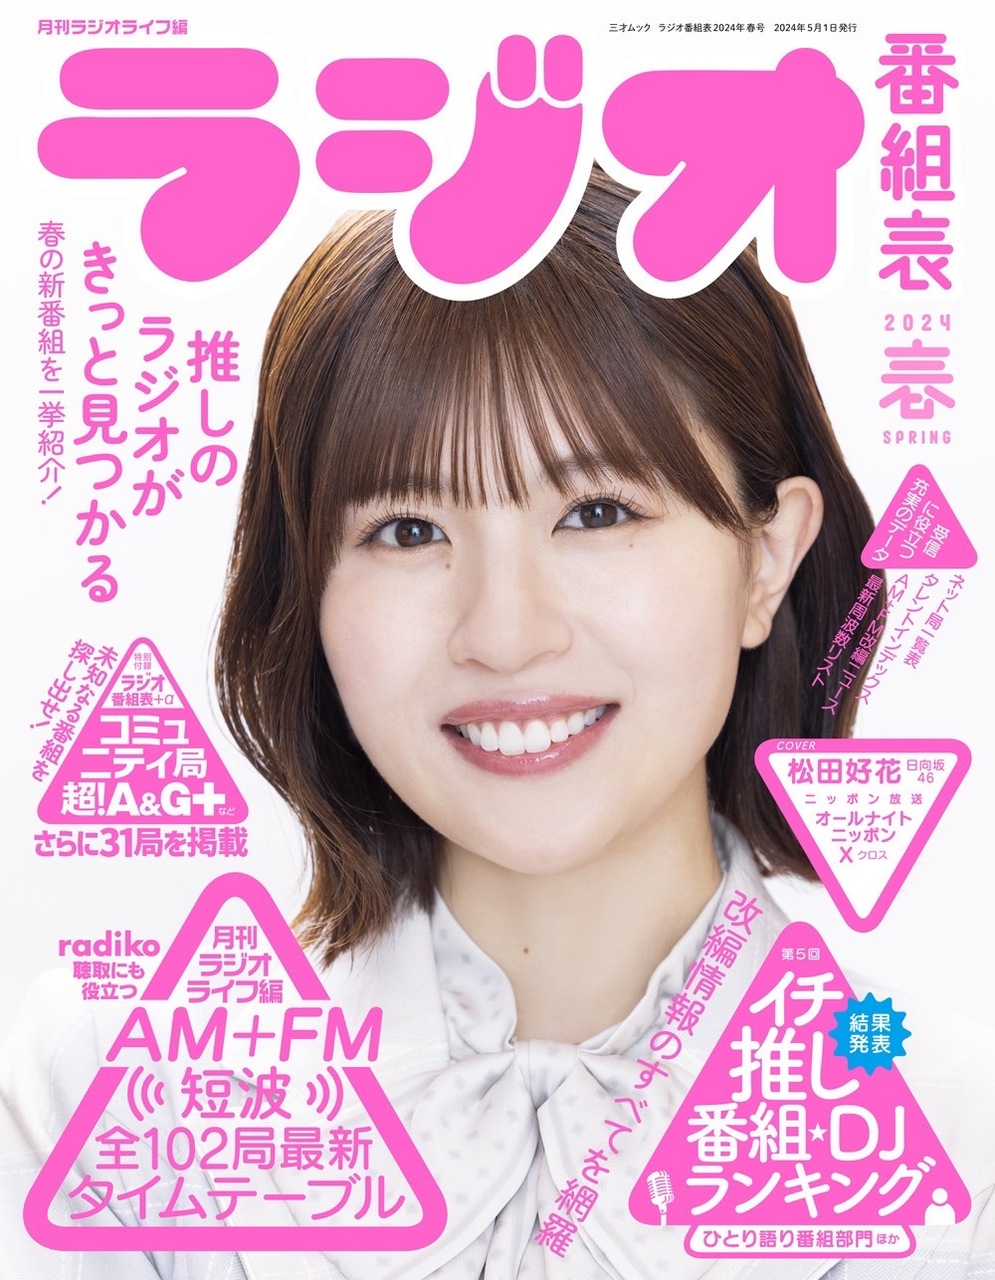 月刊ラジオライフ編
三才ムック ラジオ番組表2024年春号 2024年5月1日発行
ラジオ
番組表
2024
表
SPRING
推しの
ラジオが
きっと見つかる
春の新番組を一挙紹介!
受信
に役立つ
充実のデータ
ネット局一覧表
タレントインデックス
AM・FM改編ニュース
最新周波数リスト
特別
付録
ラジオ
番組表+α
コミュ
ニティ局
超!A&G+など
さらに31局を掲載
未知なる番組を
探し出せ!
COVER
松田好花 日向坂
46
ニッポン放送
オールナイト
ニッポン
X クロス
radiko
聴取にも
役立つ
月刊
ラジオ
ライフ編
AM+FM
短波
全102局最新
タイムテーブル
改編情報のすべてを網羅
第5回
イチ
推し
番組★DJ
ランキング
結果
発表
ひとり語り番組部門 ほか